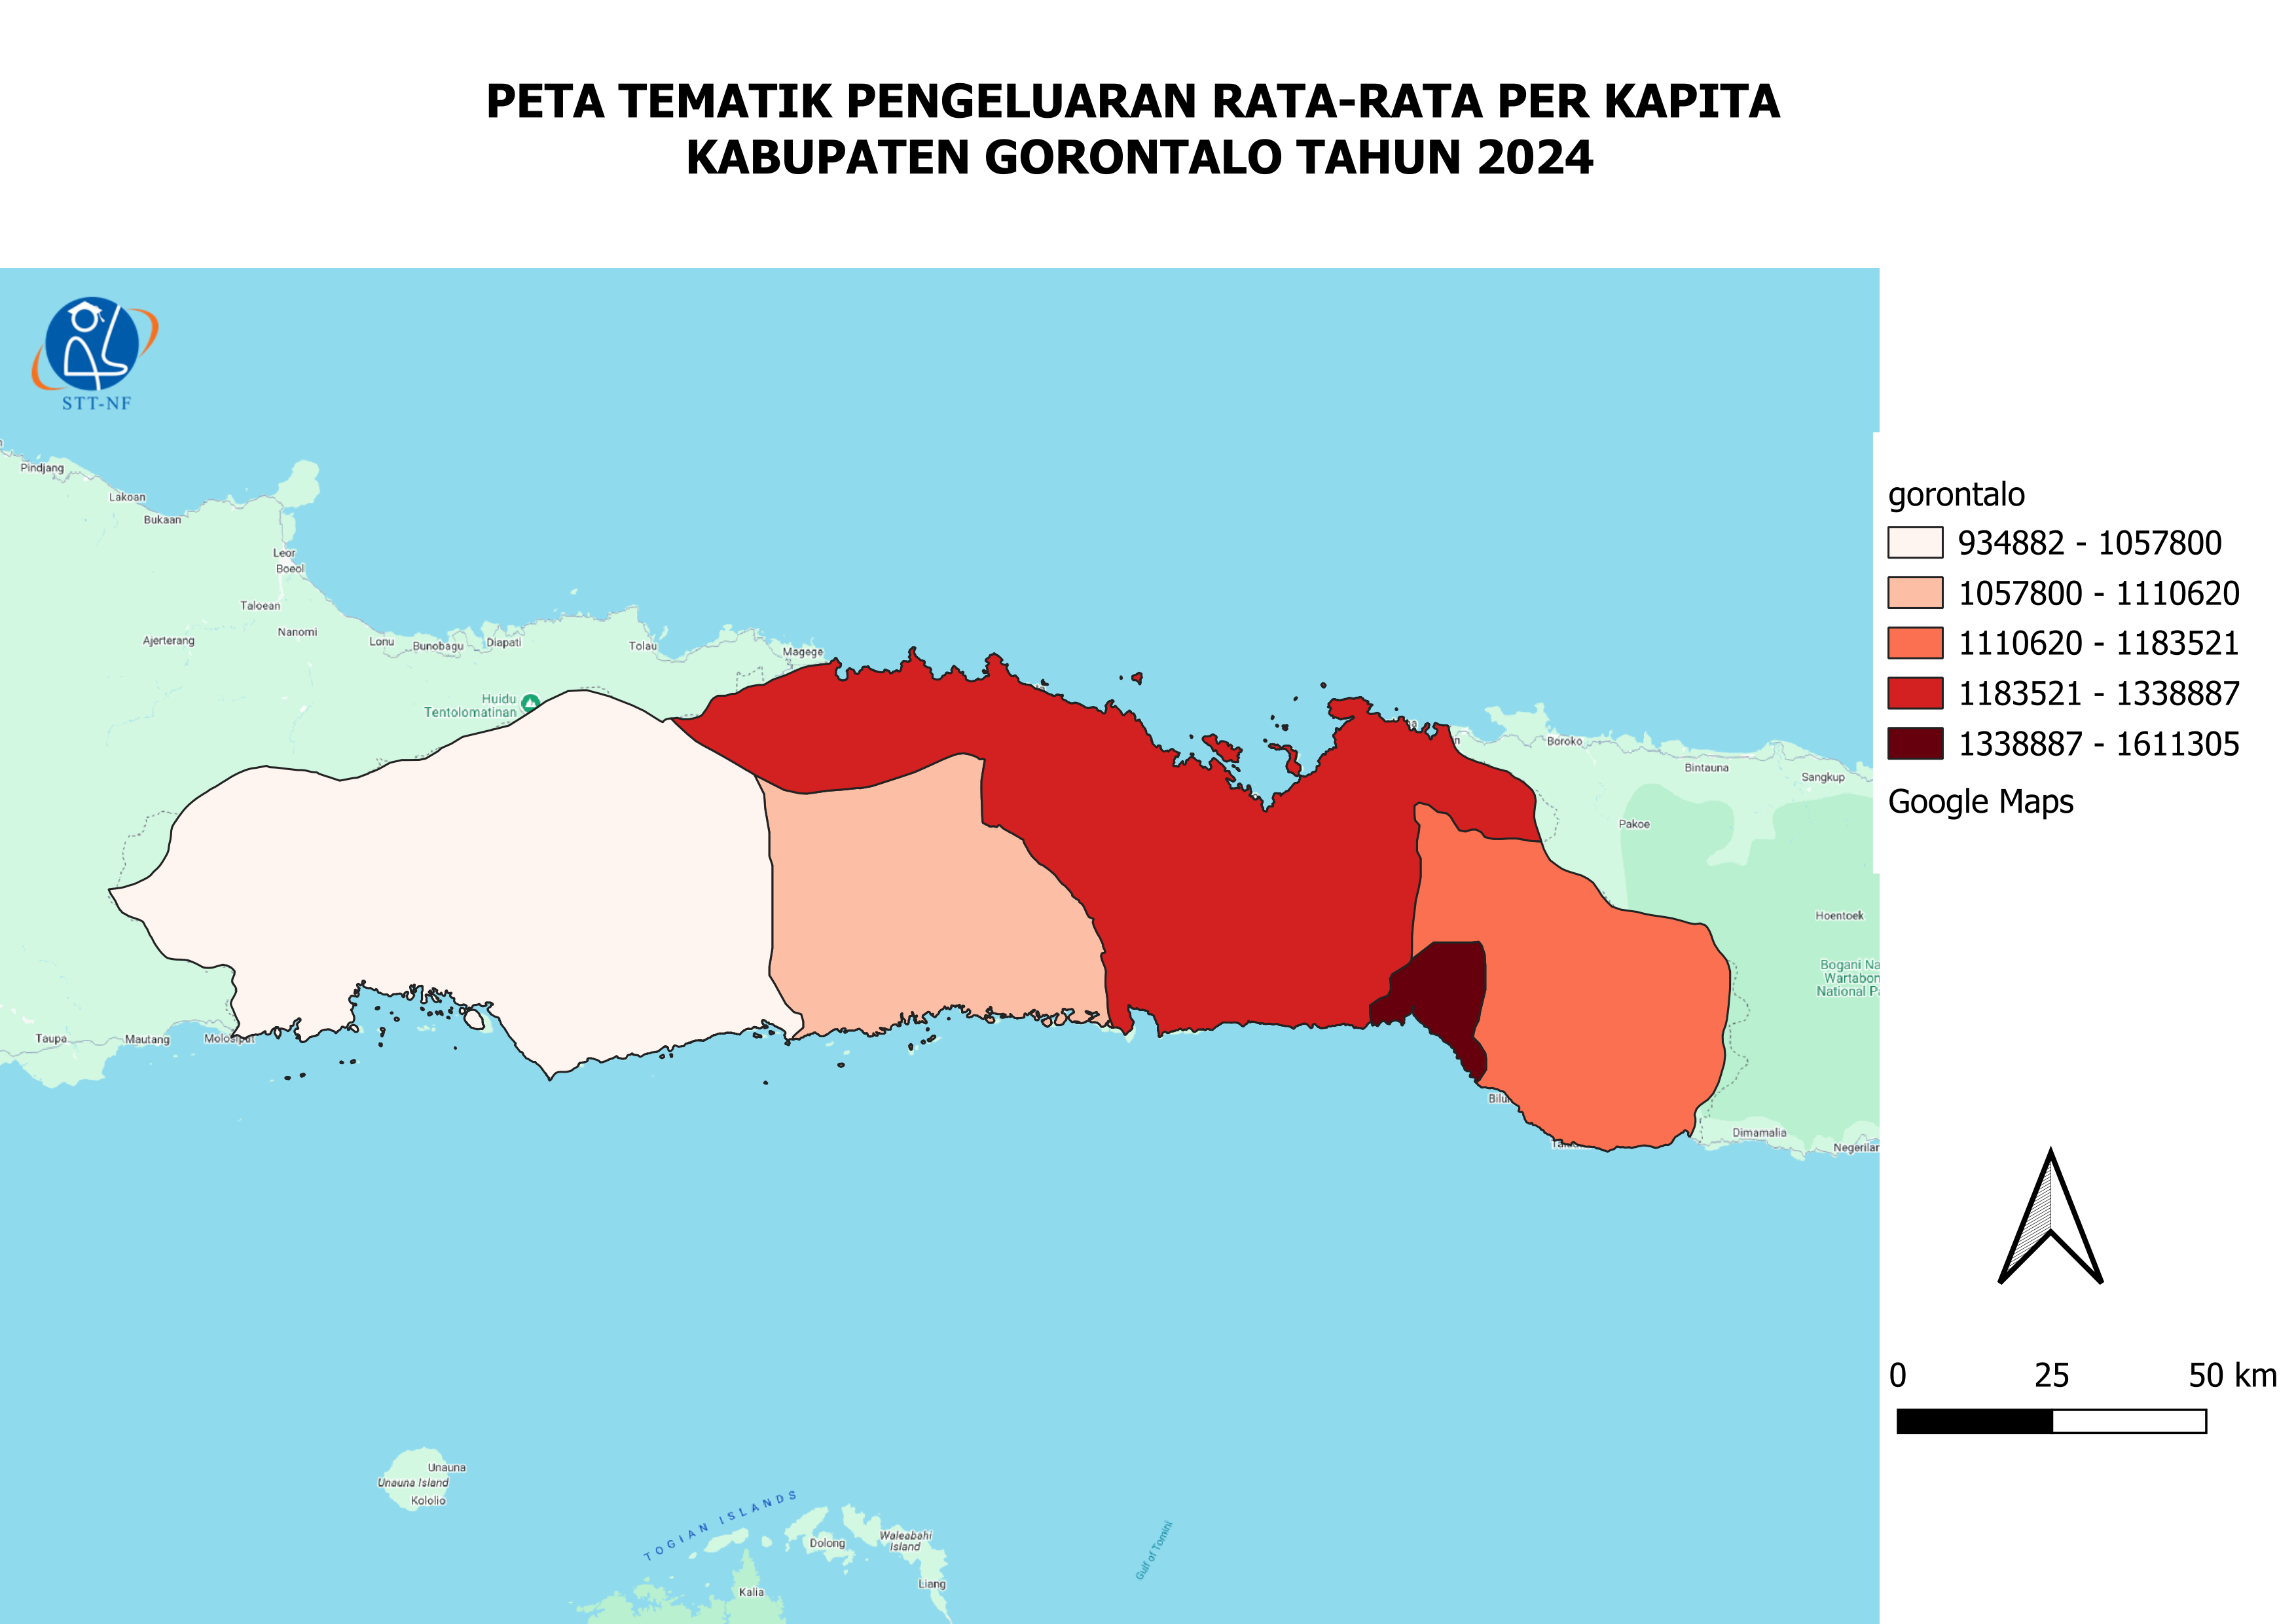 PETA TEMATIK PENGELUARAN RATA-RATA PER KAPITA
KABUPATEN GORONTALO TAHUN 2024
STT-NF
Pindjang
Lakoan
Bukaan
Leor
Boeol
Taloean
Nanomi
Ajerterang
Lonu
Bunobagu
Diapati
Tolau
Magege
Huidu
Tentolomatinan
Boroko
Bintauna
Sangkup
Pakoe
Hoentoek
Bogani Na
Wartabon
National Pa
Taupa
Mautang
Molosipat
Dimamalia
Negerilar
Unauna
Unauna Island
Kololio
TOGIAN ISLANDS
Dolong
Waleabahi
Island
Liang
Kalia
Gulf of Tomini
gorontalo
934882 - 1057800
1057800 - 1110620
1110620 - 1183521
1183521 - 1338887
1338887 - 1611305
Google Maps
0 25 50 km